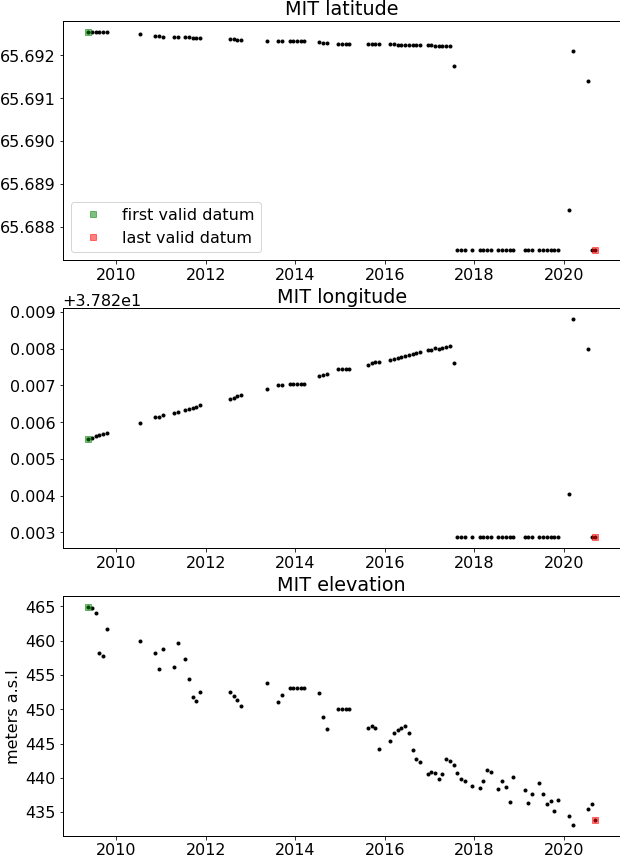 MIT latitude
65.692
65.691
65.690
65.689
65.688
first valid datum
last valid datum
2010 2012 2014 2016 2018 2020
MIT longitude
+3.782e1
0.009
0.008
0.007
0.006
0.005
0.004
0.003
2010 2012 2014 2016 2018 2020
MIT elevation
meters a.s.l
465
460
455
450
445
440
435
2010 2012 2014 2016 2018 2020